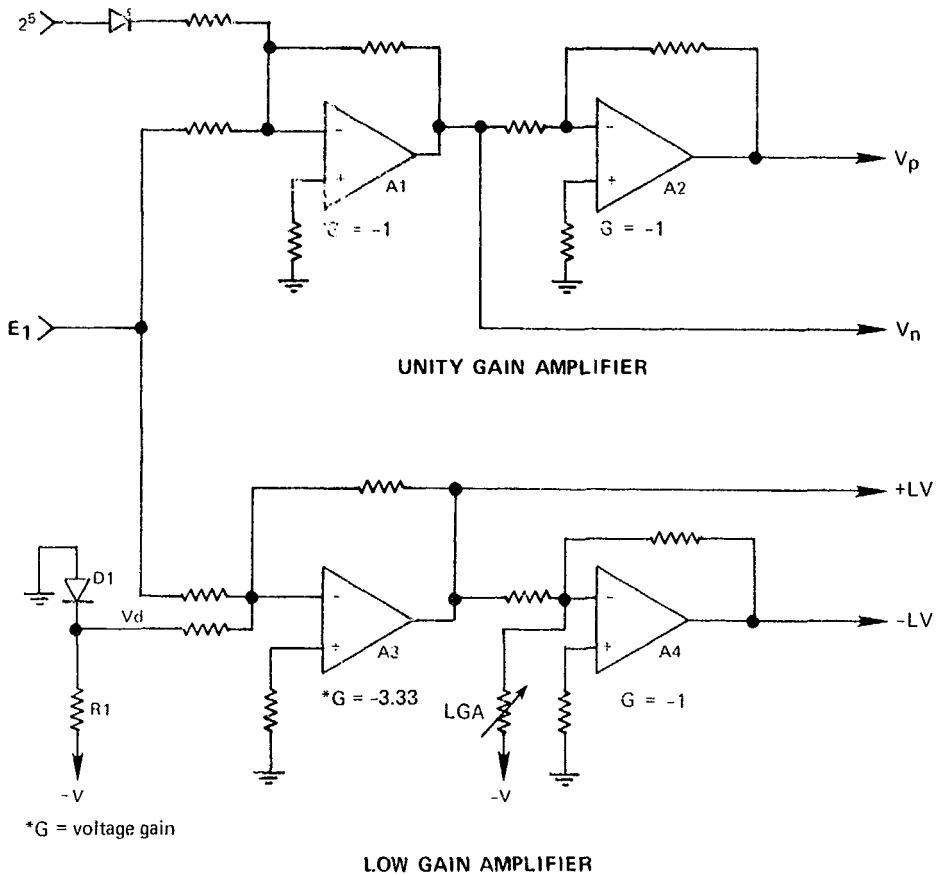 2⁵
A1
A2
Vp
*G = -1
G = -1
E1
Vn
UNITY GAIN AMPLIFIER
+LV
D1
Vd
A3
A4
-LV
*G = -3.33
LGA
G = -1
R1
-V
-V
*G = voltage gain
LOW GAIN AMPLIFIER